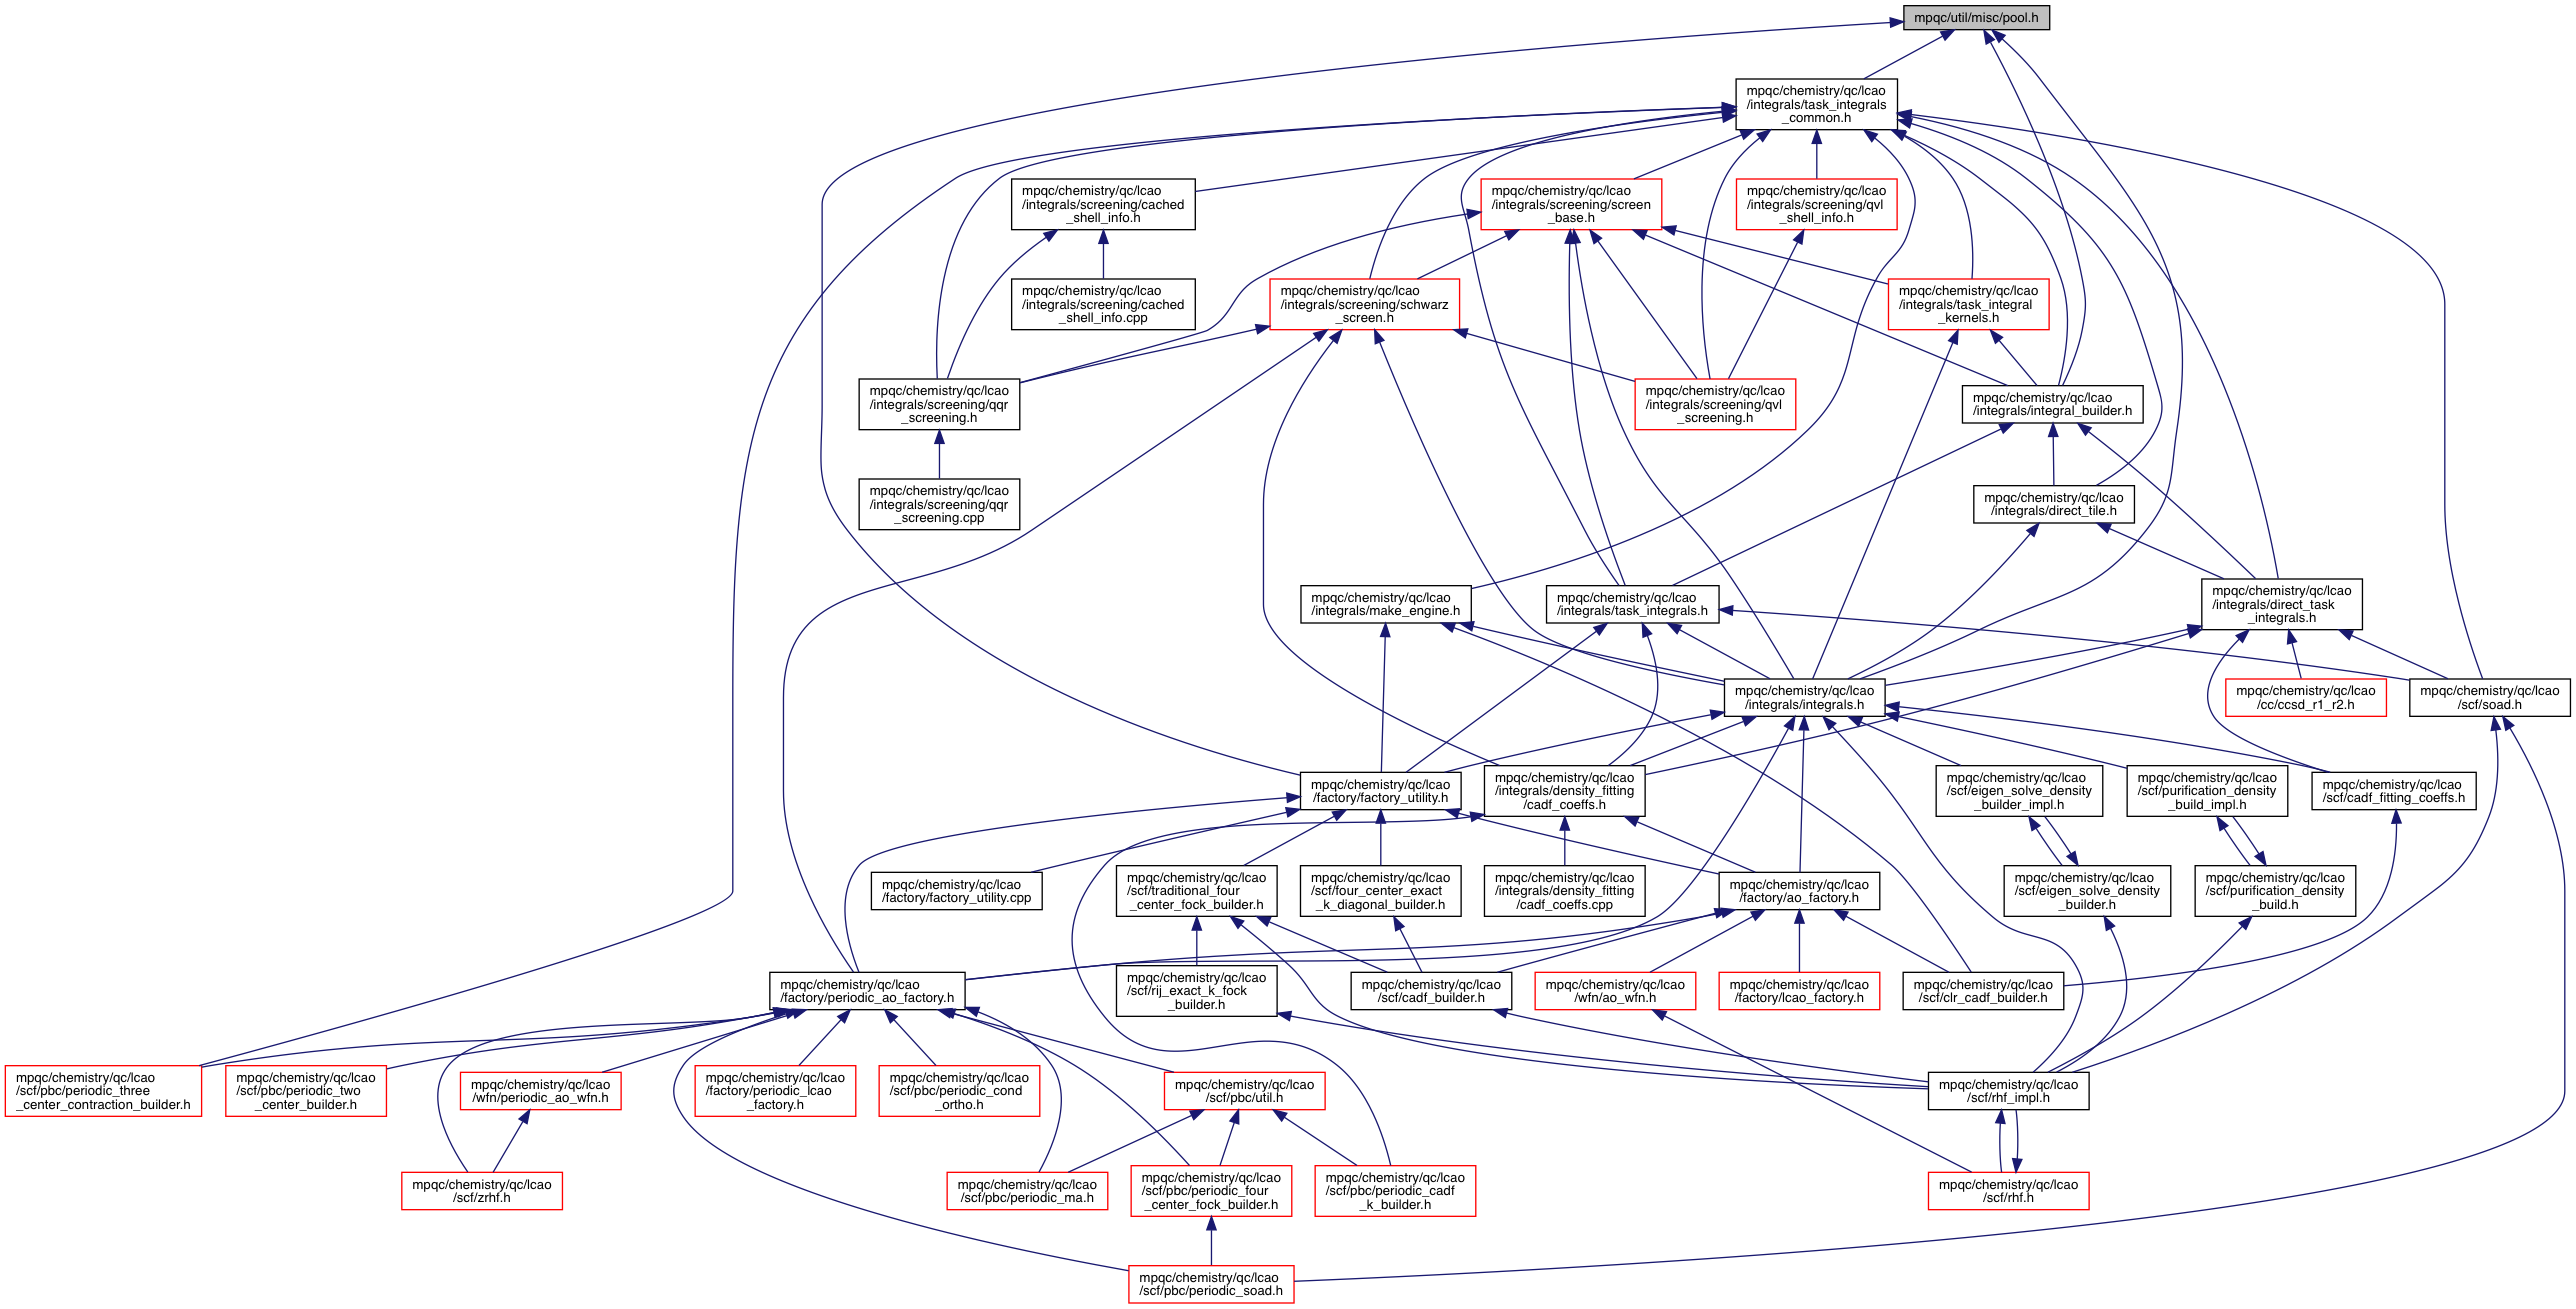 mpqc/util/misc/pool.h
mpqc/chemistry/qc/lcao
/integrals/task_integrals
_common.h
mpqc/chemistry/qc/lcao
/integrals/screening/cached
_shell_info.h
mpqc/chemistry/qc/lcao
/integrals/screening/screen
_base.h
mpqc/chemistry/qc/lcao
/integrals/screening/qvl
_shell_info.h
mpqc/chemistry/qc/lcao
/integrals/screening/cached
_shell_info.cpp
mpqc/chemistry/qc/lcao
/integrals/screening/schwarz
_screen.h
mpqc/chemistry/qc/lcao
/integrals/task_integral
_kernels.h
mpqc/chemistry/qc/lcao
/integrals/screening/qqr
_screening.h
mpqc/chemistry/qc/lcao
/integrals/screening/qvl
_screening.h
mpqc/chemistry/qc/lcao
/integrals/integral_builder.h
mpqc/chemistry/qc/lcao
/integrals/screening/qqr
_screening.cpp
mpqc/chemistry/qc/lcao
/integrals/direct_tile.h
mpqc/chemistry/qc/lcao
/integrals/make_engine.h
mpqc/chemistry/qc/lcao
/integrals/task_integrals.h
mpqc/chemistry/qc/lcao
/integrals/direct_task
_integrals.h
mpqc/chemistry/qc/lcao
/integrals/integrals.h
mpqc/chemistry/qc/lcao
/cc/ccsd_r1_r2.h
mpqc/chemistry/qc/lcao
/scf/soad.h
mpqc/chemistry/qc/lcao
/factory/factory_utility.h
mpqc/chemistry/qc/lcao
/integrals/density_fitting
/cadf_coeffs.h
mpqc/chemistry/qc/lcao
/scf/eigen_solve_density
_builder_impl.h
mpqc/chemistry/qc/lcao
/scf/purification_density
_build_impl.h
mpqc/chemistry/qc/lcao
/scf/cadf_fitting_coeffs.h
mpqc/chemistry/qc/lcao
/factory/factory_utility.cpp
mpqc/chemistry/qc/lcao
/scf/traditional_four
_center_fock_builder.h
mpqc/chemistry/qc/lcao
/scf/four_center_exact
_k_diagonal_builder.h
mpqc/chemistry/qc/lcao
/integrals/density_fitting
/cadf_coeffs.cpp
mpqc/chemistry/qc/lcao
/factory/ao_factory.h
mpqc/chemistry/qc/lcao
/scf/eigen_solve_density
_builder.h
mpqc/chemistry/qc/lcao
/scf/purification_density
_build.h
mpqc/chemistry/qc/lcao
/factory/periodic_ao_factory.h
mpqc/chemistry/qc/lcao
/scf/rij_exact_k_fock
_builder.h
mpqc/chemistry/qc/lcao
/scf/cadf_builder.h
mpqc/chemistry/qc/lcao
/wfn/ao_wfn.h
mpqc/chemistry/qc/lcao
/factory/lcao_factory.h
mpqc/chemistry/qc/lcao
/scf/clr_cadf_builder.h
mpqc/chemistry/qc/lcao
/scf/pbc/periodic_three
_center_contraction_builder.h
mpqc/chemistry/qc/lcao
/scf/pbc/periodic_two
_center_builder.h
mpqc/chemistry/qc/lcao
/wfn/periodic_ao_wfn.h
mpqc/chemistry/qc/lcao
/factory/periodic_lcao
_factory.h
mpqc/chemistry/qc/lcao
/scf/pbc/periodic_cond
_ortho.h
mpqc/chemistry/qc/lcao
/scf/pbc/util.h
mpqc/chemistry/qc/lcao
/scf/rhf_impl.h
mpqc/chemistry/qc/lcao
/scf/zrhf.h
mpqc/chemistry/qc/lcao
/scf/pbc/periodic_ma.h
mpqc/chemistry/qc/lcao
/scf/pbc/periodic_four
_center_fock_builder.h
mpqc/chemistry/qc/lcao
/scf/pbc/periodic_cadf
_k_builder.h
mpqc/chemistry/qc/lcao
/scf/rhf.h
mpqc/chemistry/qc/lcao
/scf/pbc/periodic_soad.h